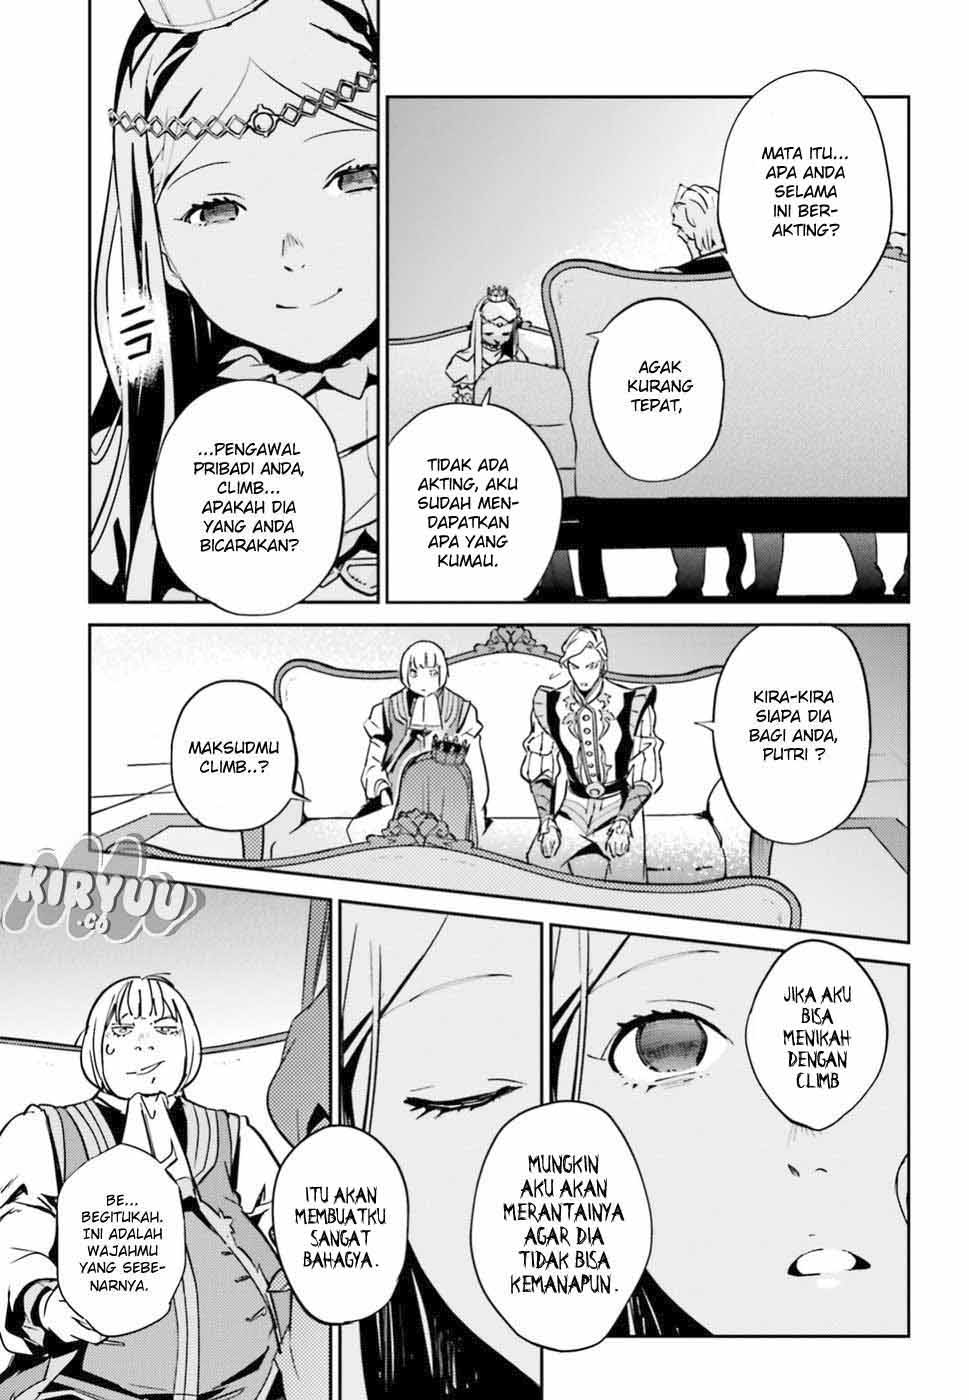 MATA ITU...
APA ANDA
SELAMA
INI BER-
AKTING?
AGAK
KURANG
TEPAT,
TIDAK ADA
AKTING, AKU
SUDAH MEN-
DAPATKAN
APA YANG
KUMAU.
...PENGAWAL
PRIBADI ANDA,
CLIMB...
APAKAH DIA
YANG ANDA
BICARAKAN?
KIRA-KIRA
SIAPA DIA
BAGI ANDA,
PUTRI ?
MAKSUDMU
CLIMB..?
JIKA AKU
BISA
MENIKAH
DENGAN
CLIMB
MUNGKIN
AKU AKAN
MERANTAINYA
AGAR DIA
TIDAK BISA
KEMANAPUN.
ITU AKAN
MEMBUATKU
SANGAT
BAHAGYA.
BE...
BEGITUKAH.
INI ADALAH
WAJAHMU
YANG SEBE-
NARNYA.
KIRYUU
.CO